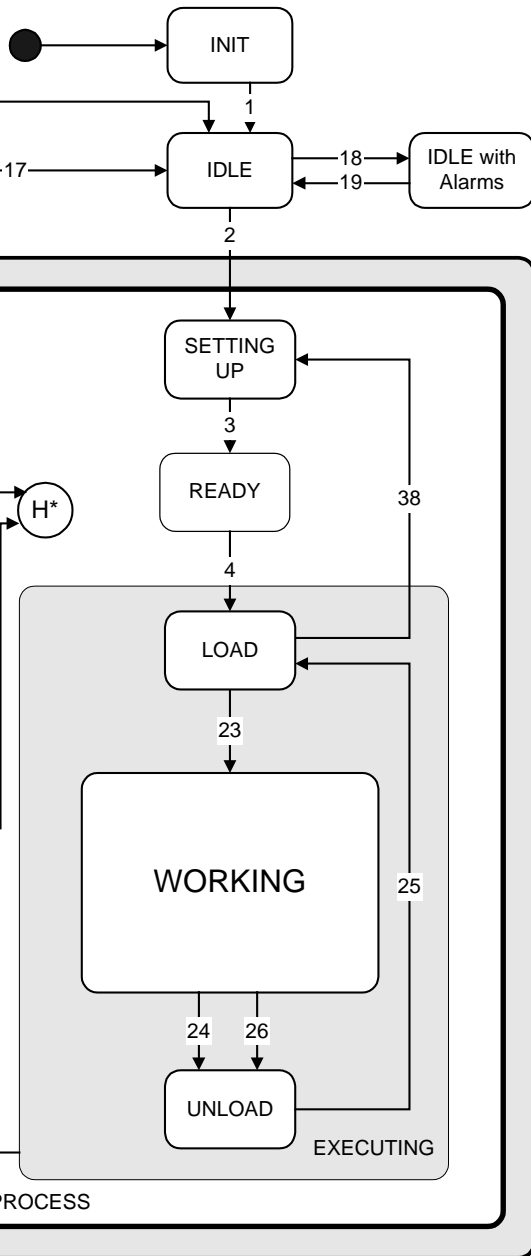 INIT
1
17
IDLE
18
19
IDLE with
Alarms
2
SETTING
UP
3
READY
H*
38
4
LOAD
23
WORKING
25
24
26
UNLOAD
EXECUTING
PROCESS